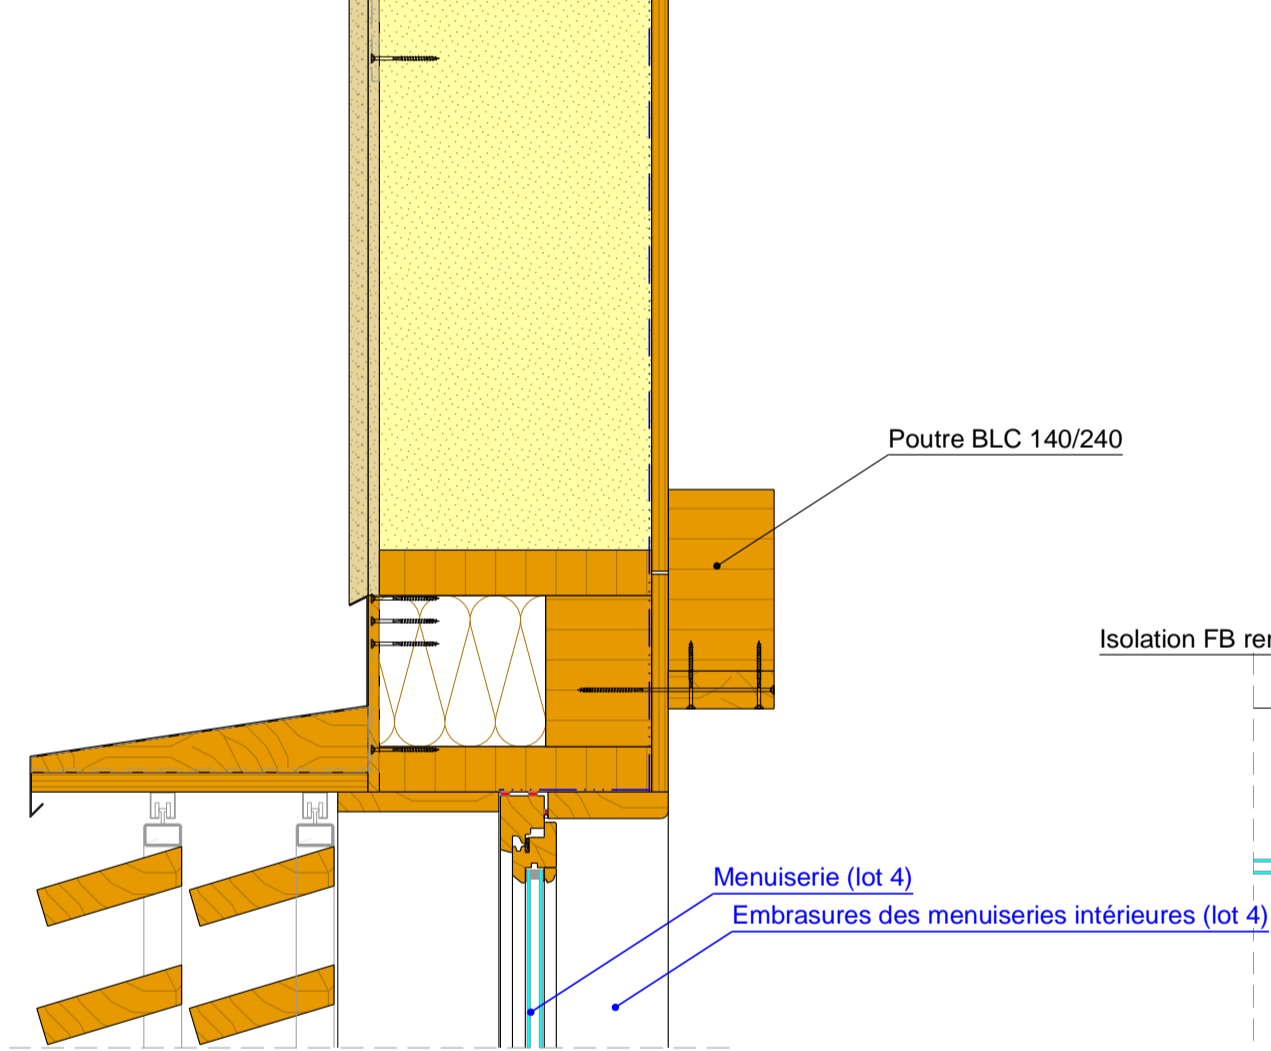 Poutre BLC 140/240
Isolation FB
Menuiserie (lot 4)
Embrasures des menuiseries intérieures (lot 4)